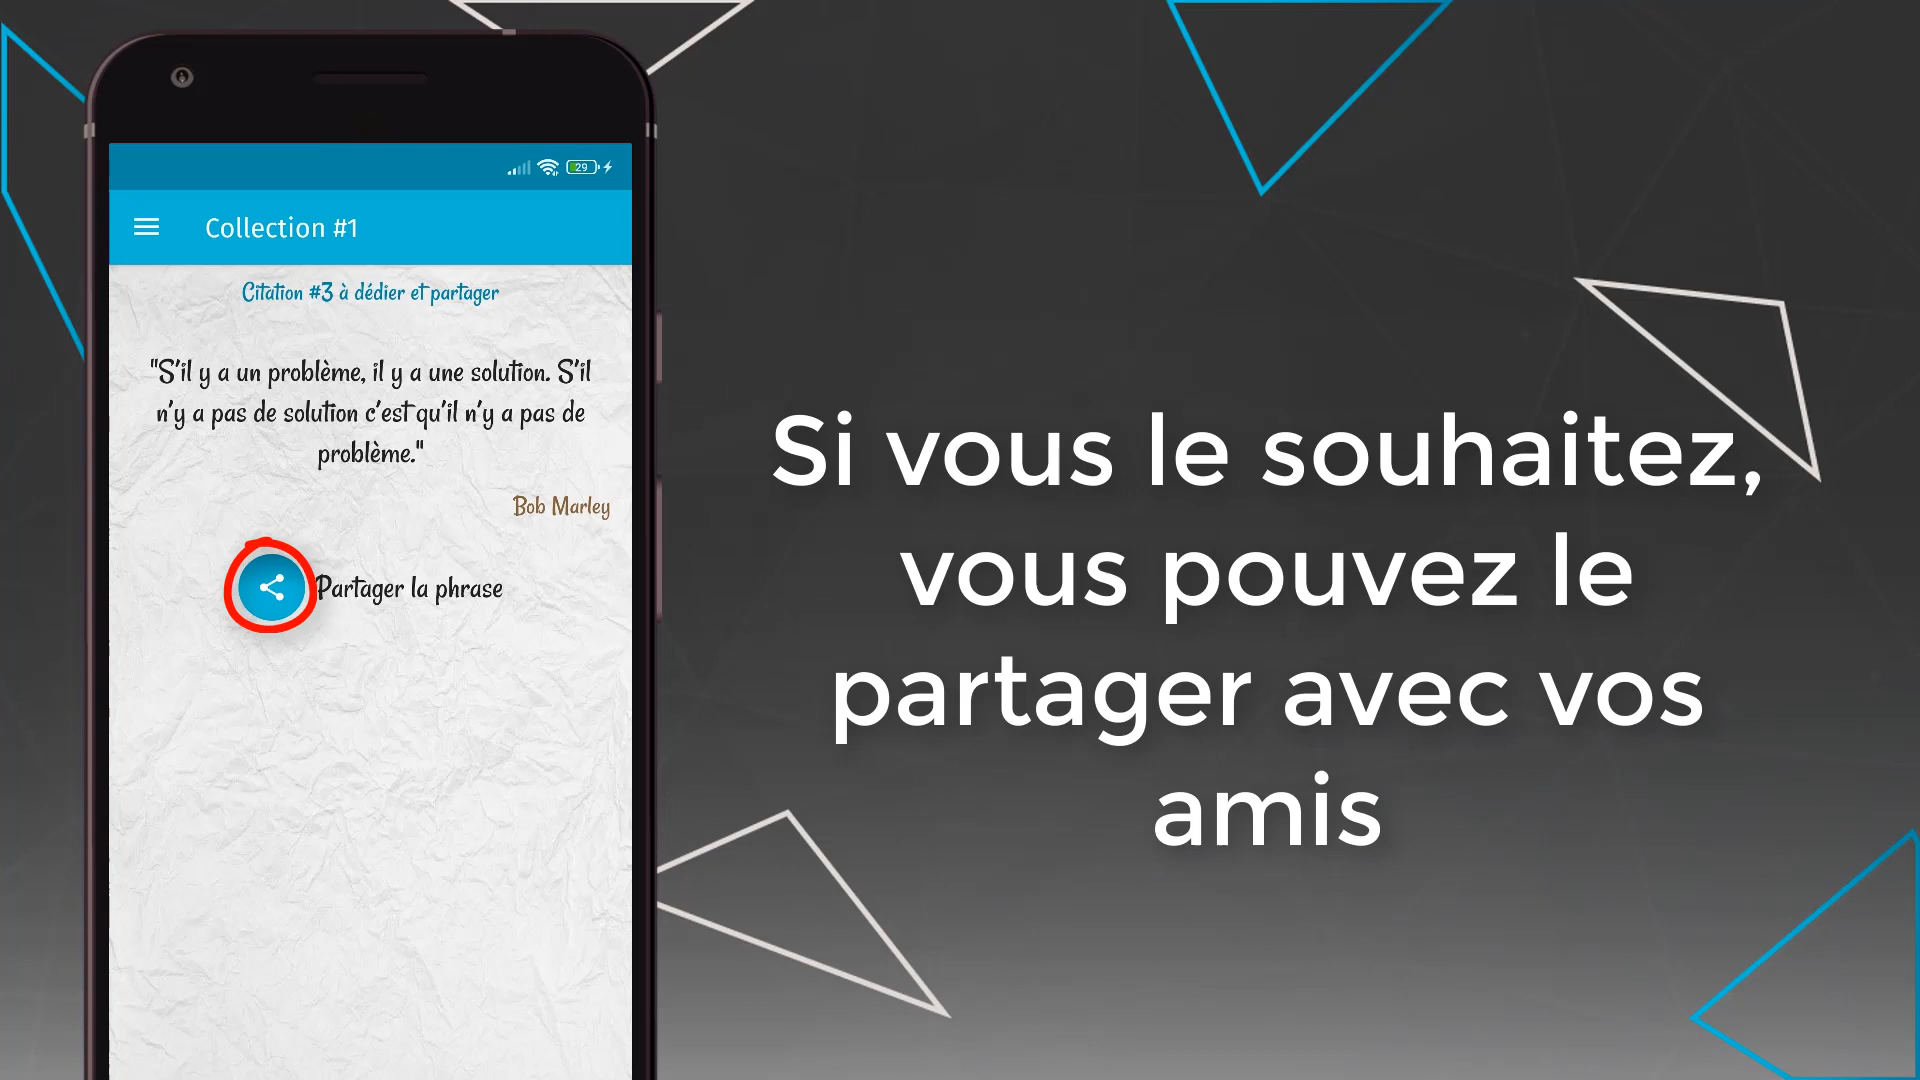 29
Collection #1
Citation #3 à dédier et partager
"S'il y a un problème, il y a une solution. S'il
n'y a pas de solution c'est qu'il n'y a pas de
problème."
Bob Marley
Partager la phrase
Si vous le souhaitez,
vous pouvez le
partager avec vos
amis